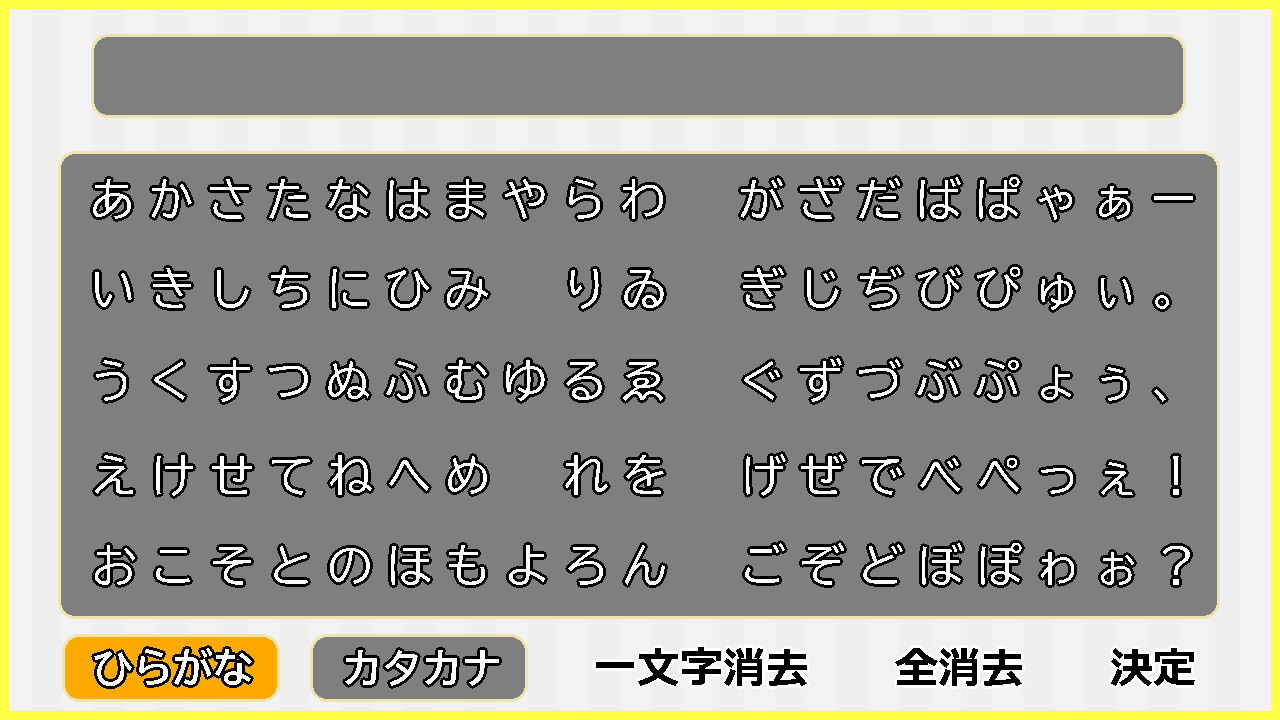 あかさたなはまやらわ　がざだばぱゃぁー
いきしちにひみ　りゐ　ぎじぢびぴゅぃ。
うくすつぬふむゆるゑ　ぐずづぶぷょぅ、
えけせてねへめ　れを　げぜでべぺっぇ！
おこそとのほもよろん　ごぞどぼぽゎぉ？
ひらがな　カタカナ　一文字消去　全消去　決定